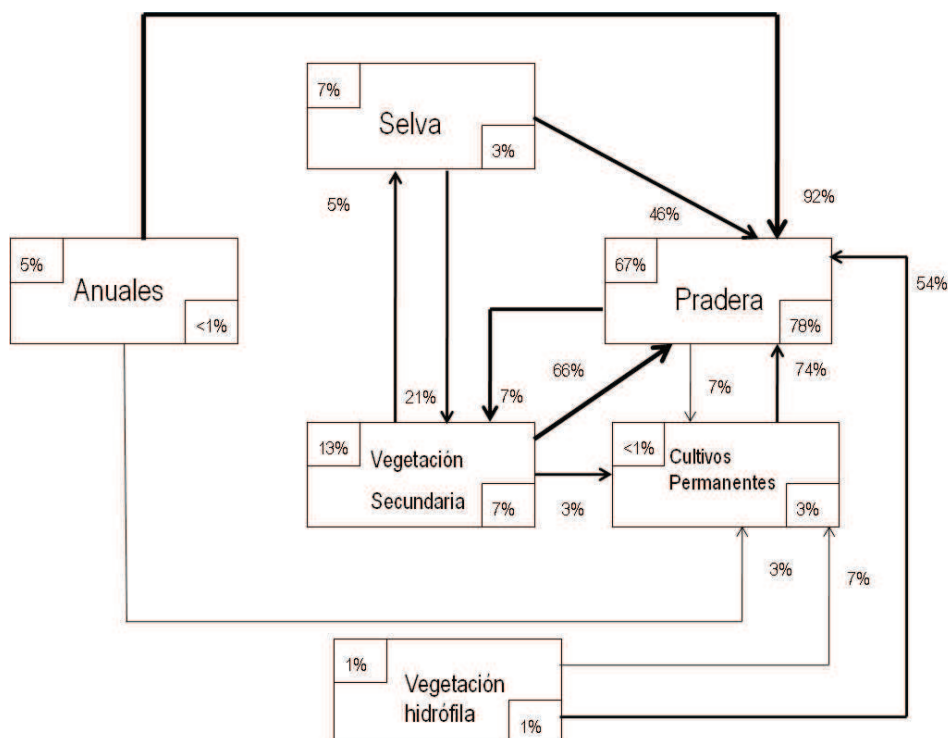 7%
Selva
3%
5%
46%
92%
5%
Anuales
<1%
67%
Pradera
78%
54%
21%
7%
66%
7%
74%
13%
Vegetación
Secundaria
7%
3%
<1%
Cultivos
Permanentes
3%
3%
7%
1%
Vegetación
hidrófila
1%